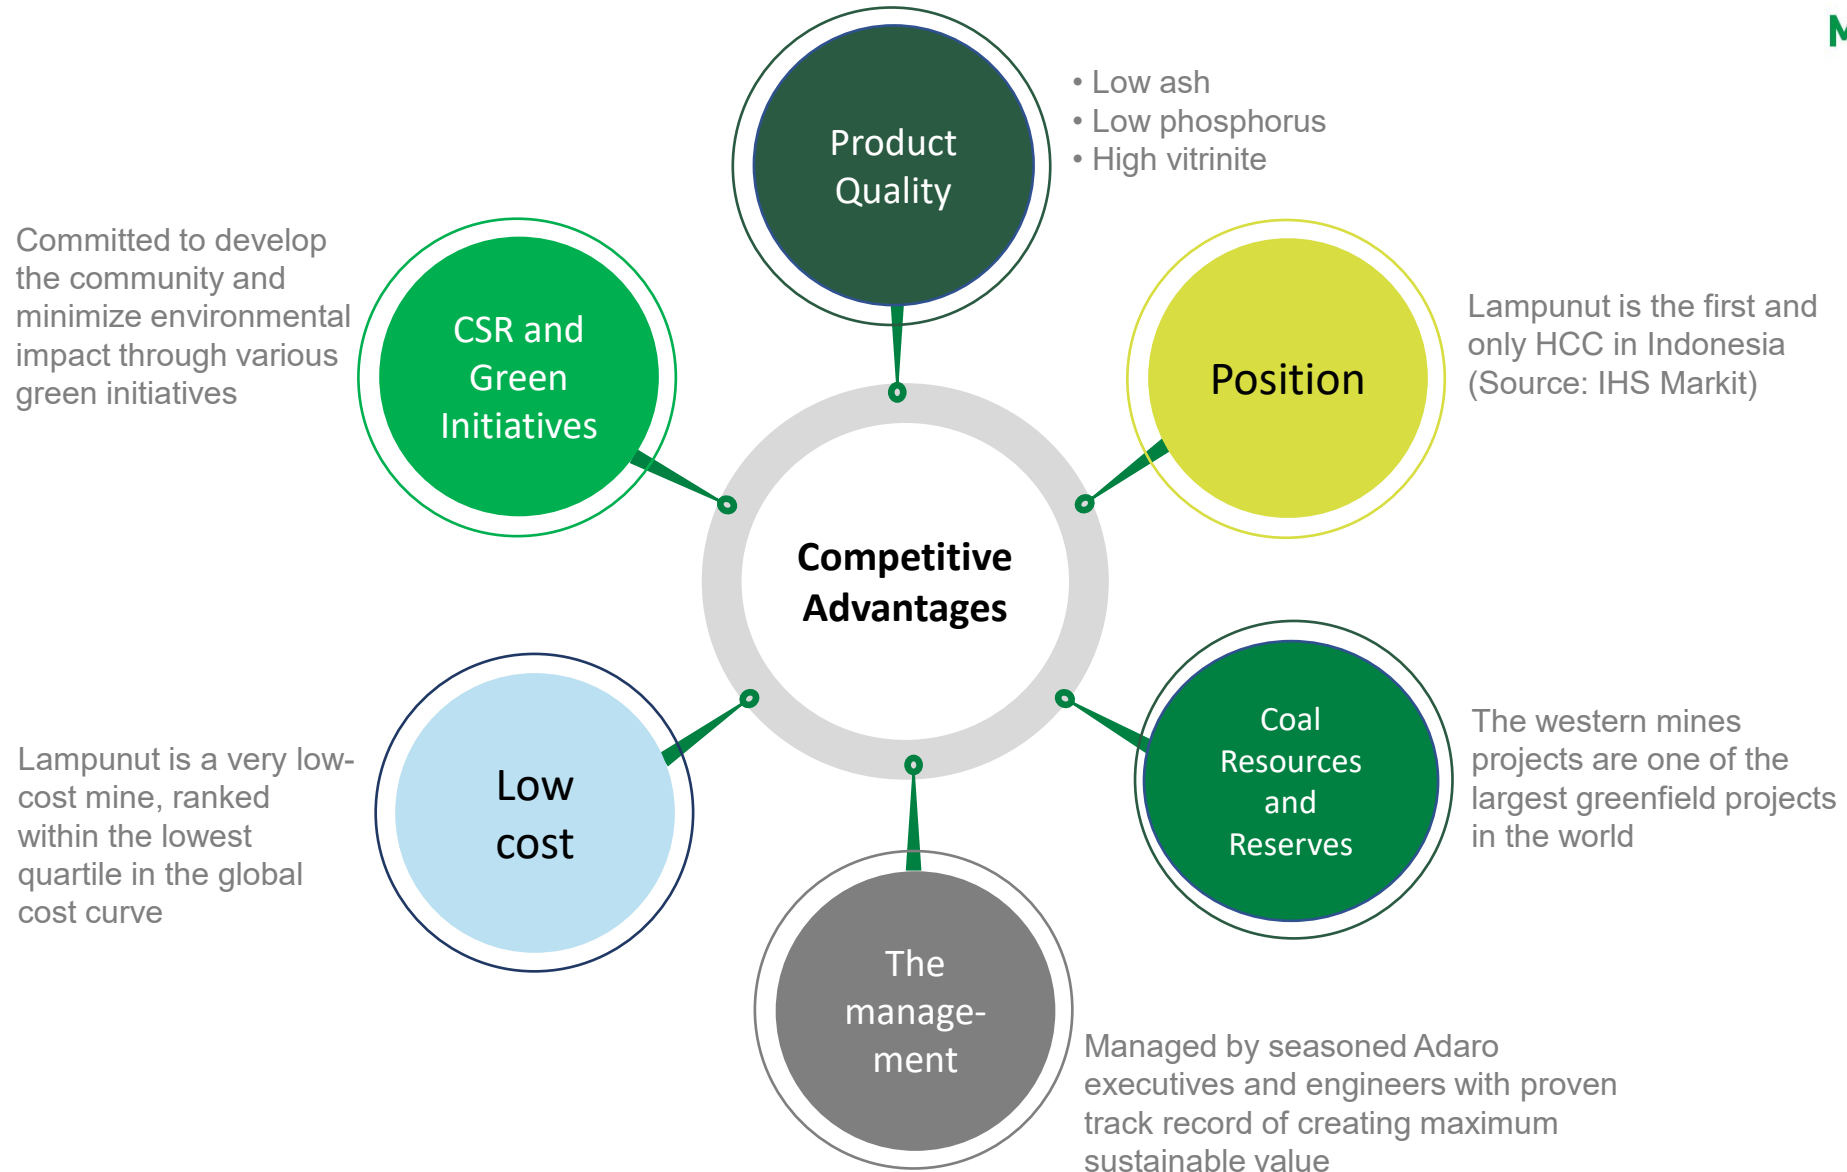 Product
Quality
• Low ash
• Low phosphorus
• High vitrinite
Position
Lampunut is the first and
only HCC in Indonesia
(Source: IHS Markit)
Coal
Resources
and
Reserves
The western mines
projects are one of the
largest greenfield projects
in the world
The
manage-
ment
Managed by seasoned Adaro
executives and engineers with proven
track record of creating maximum
sustainable value
Low
cost
Lampunut is a very low-
cost mine, ranked
within the lowest
quartile in the global
cost curve
CSR and
Green
Initiatives
Committed to develop
the community and
minimize environmental
impact through various
green initiatives
Competitive
Advantages